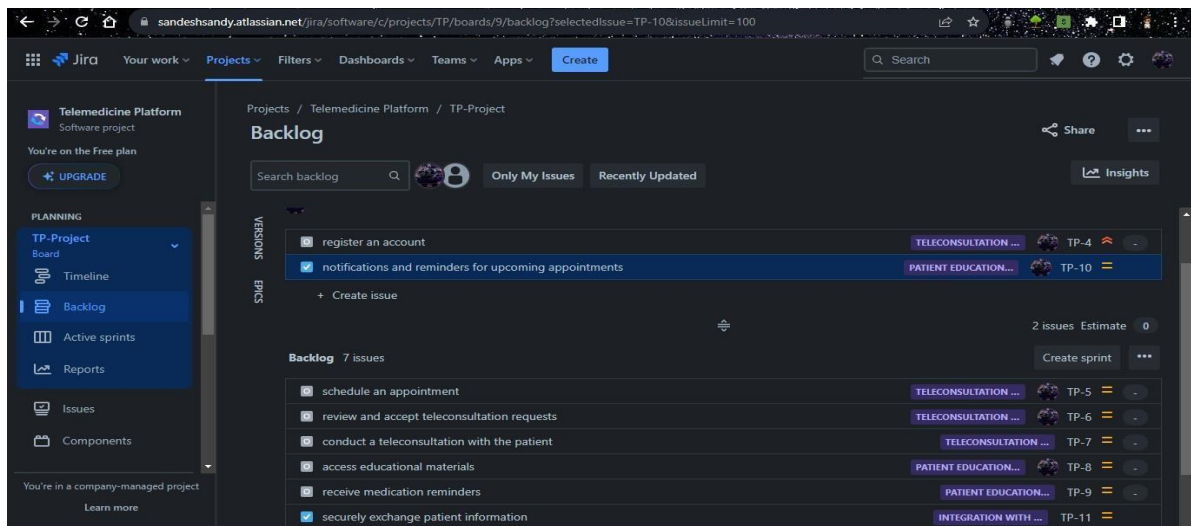 sandeshsandy.atlassian.net/jira/software/c/projects/TP/boards/9/backlog?selectedIssue=TP-10&issueLimit=100
Jira Your work Projects Filters Dashboards Teams Apps Create Search
Telemedicine Platform
Software project
You're on the Free plan
UPGRADE
PLANNING
TP-Project
Board
Timeline
Backlog
Active sprints
Reports
Issues
Components
You're in a company-managed project
Learn more
Projects / Telemedicine Platform / TP-Project
Backlog
Share
Search backlog Only My Issues Recently Updated Insights
VERSIONS
EPICS
register an account TELECONSULTATION ... TP-4 -
notifications and reminders for upcoming appointments PATIENT EDUCATION... TP-10
+ Create issue
2 issues Estimate 0
Backlog 7 issues Create sprint
schedule an appointment TELECONSULTATION ... TP-5 -
review and accept teleconsultation requests TELECONSULTATION ... TP-6 -
conduct a teleconsultation with the patient TELECONSULTATION ... TP-7 -
access educational materials PATIENT EDUCATION... TP-8 -
receive medication reminders PATIENT EDUCATION... TP-9 -
securely exchange patient information INTEGRATION WITH ... TP-11